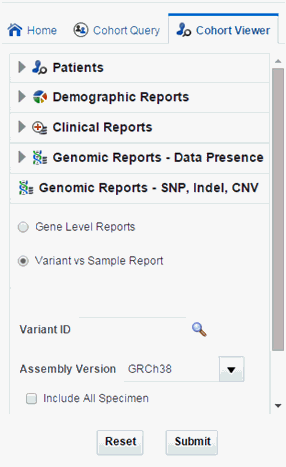 Home Cohort Query Cohort Viewer
Patients
Demographic Reports
Clinical Reports
Genomic Reports - Data Presence
Genomic Reports - SNP, Indel, CNV
Gene Level Reports
Variant vs Sample Report
Variant ID
Assembly Version GRCh38
Include All Specimen
Reset Submit